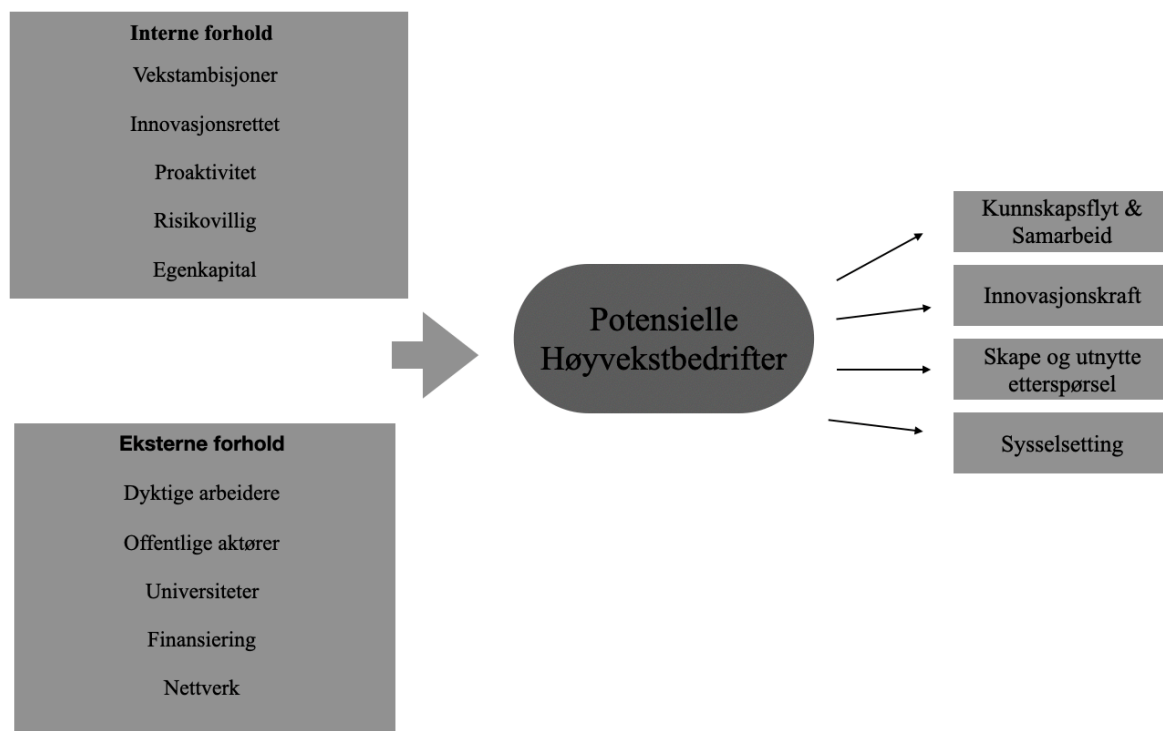 Interne forhold
Vekstambisjoner
Innovasjonsrettet
Proaktivitet
Risikovillig
Egenkapital
Eksterne forhold
Dyktige arbeidere
Offentlige aktører
Universiteter
Finansiering
Nettverk
Potensielle
Høyvekstbedrifter
Kunnskapsflyt &
Samarbeid
Innovasjonskraft
Skape og utnytte
etterspørsel
Sysselsetting